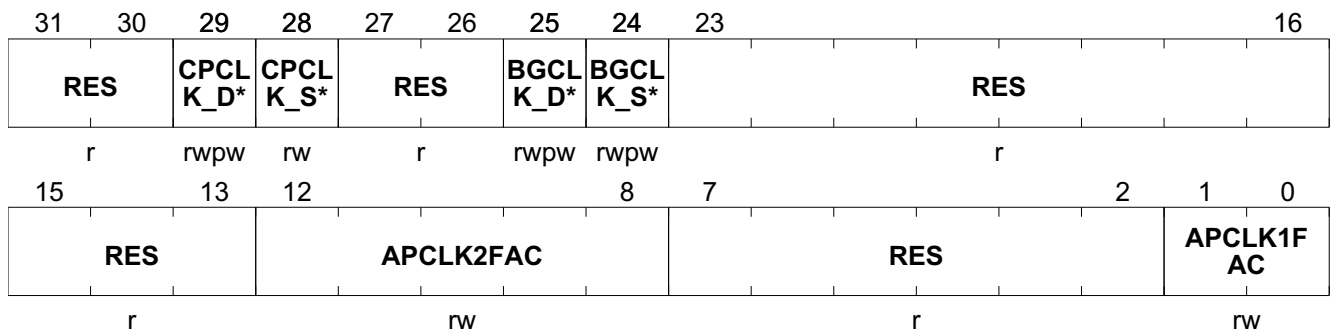 31 30 29 28 27 26 25 24 23 16
RES CPCL K_D* CPCL K_S* RES BGCL K_D* BGCL K_S* RES
r rwpw rw r rwpw rwpw r
15 13 12 8 7 2 1 0
RES APCLK2FAC RES APCLK1F AC
r rw r rw